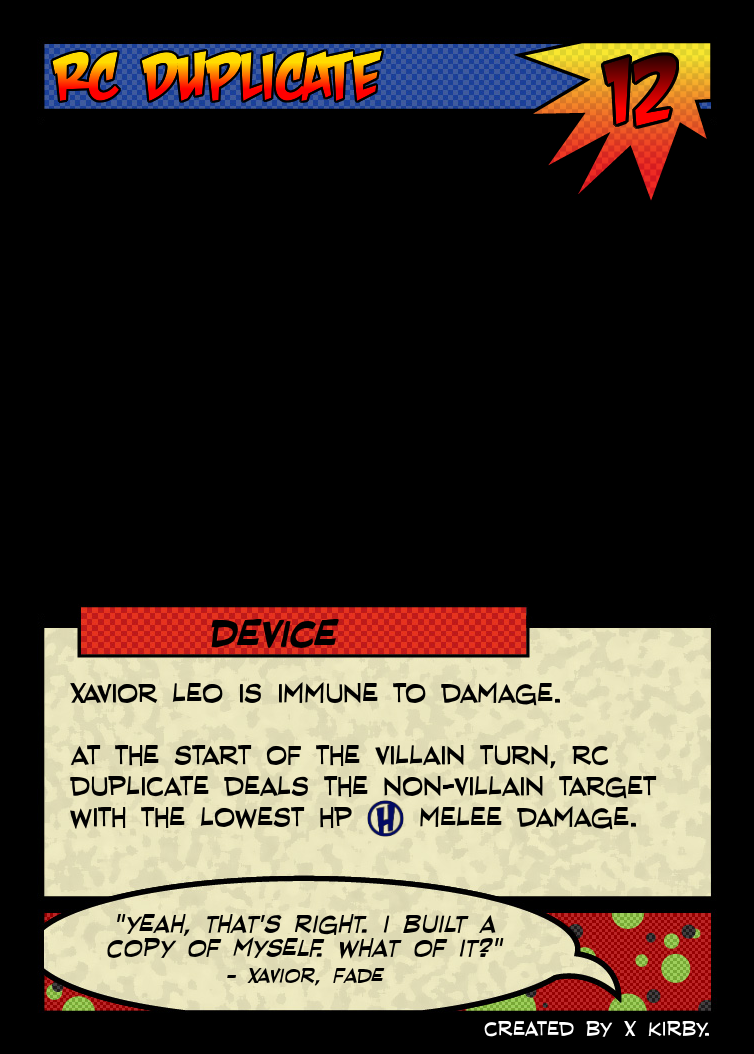 RC DUPLICATE
12
DEVICE
XAVIOR LEO IS IMMUNE TO DAMAGE.
AT THE START OF THE VILLAIN TURN, RC
DUPLICATE DEALS THE NON-VILLAIN TARGET
WITH THE LOWEST HP H MELEE DAMAGE.
"YEAH, THAT'S RIGHT. I BUILT A
COPY OF MYSELF. WHAT OF IT?"
- XAVIOR, FADE
CREATED BY X KIRBY.